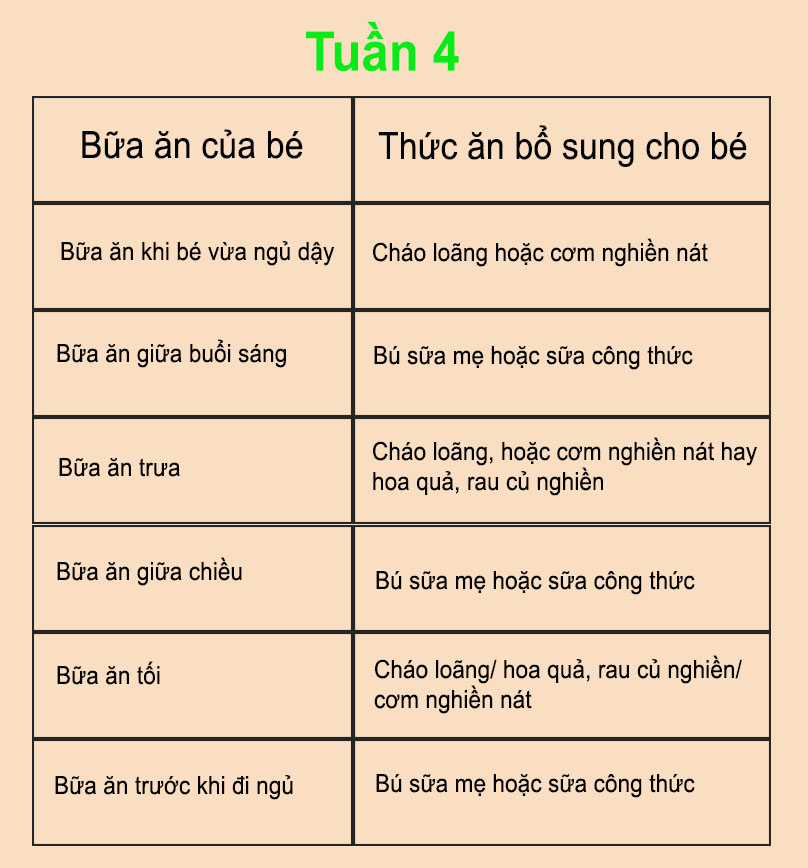 Tuần 4
Bữa ăn của bé
Thức ăn bổ sung cho bé
Bữa ăn khi bé vừa ngủ dậy
Cháo loãng hoặc cơm nghiền nát
Bữa ăn giữa buổi sáng
Bú sữa mẹ hoặc sữa công thức
Bữa ăn trưa
Cháo loãng, hoặc cơm nghiền nát hay
hoa quả, rau củ nghiền
Bữa ăn giữa chiều
Bú sữa mẹ hoặc sữa công thức
Bữa ăn tối
Cháo loãng/ hoa quả, rau củ nghiền/
cơm nghiền nát
Bữa ăn trước khi đi ngủ
Bú sữa mẹ hoặc sữa công thức